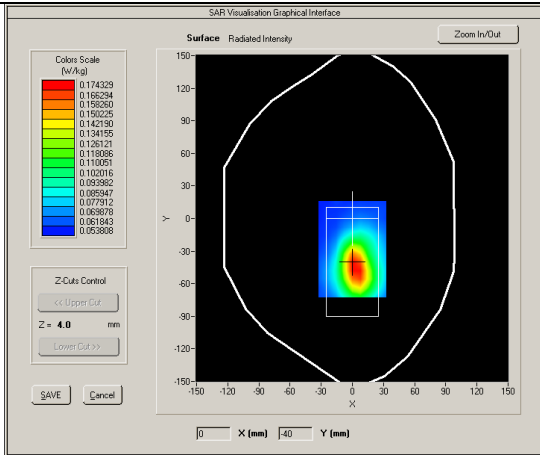 SAR Visualisation Graphical Interface
Surface Radiated Intensity
Zoom In/Out
Colors Scale
(W/kg)
0.174329
0.166294
0.158260
0.150225
0.142190
0.134155
0.126121
0.118086
0.110051
0.102016
0.093982
0.085947
0.077912
0.069878
0.061843
0.053808
Z-Cuts Control
<< Upper Cut
Z = 4.0 mm
Lower Cut >>
SAVE
Cancel
150
120
90
60
30
0
-30
-60
-90
-120
-150
Y
-150 -120 -90 -60 -30 0 30 60 90 120 150
X
0 X (mm) -40 Y (mm)